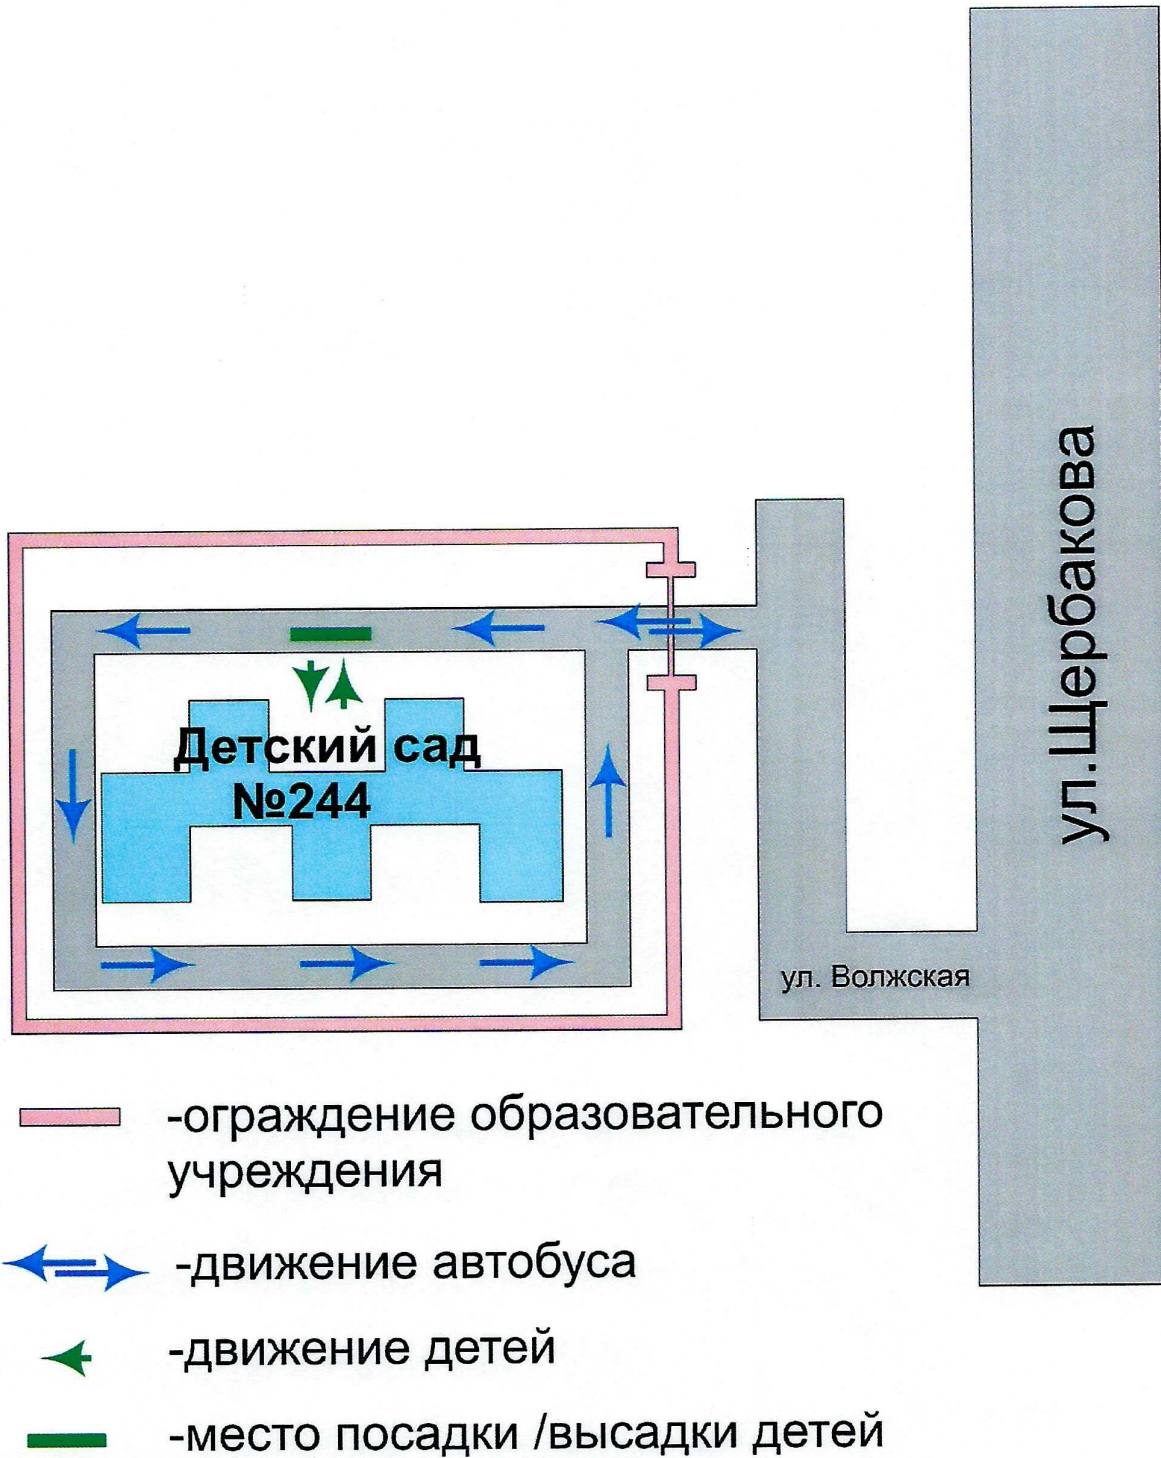 ул.Щербакова
Детский сад
№244
ул. Волжская
-ограждение образовательного
учреждения
-движение автобуса
-движение детей
-место посадки /высадки детей